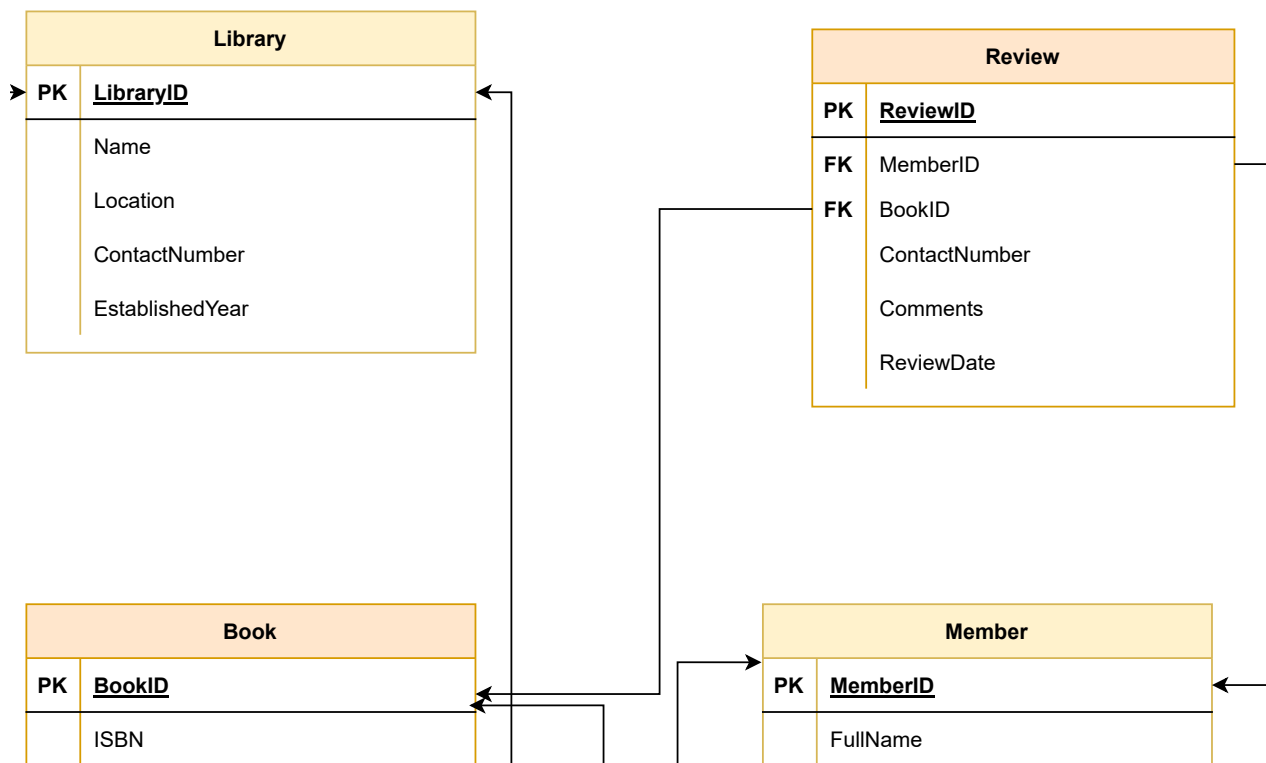 Library
PK LibraryID
Name
Location
ContactNumber
EstablishedYear
Review
PK ReviewID
FK MemberID
FK BookID
ContactNumber
Comments
ReviewDate
Book
PK BookID
ISBN
Member
PK MemberID
FullName